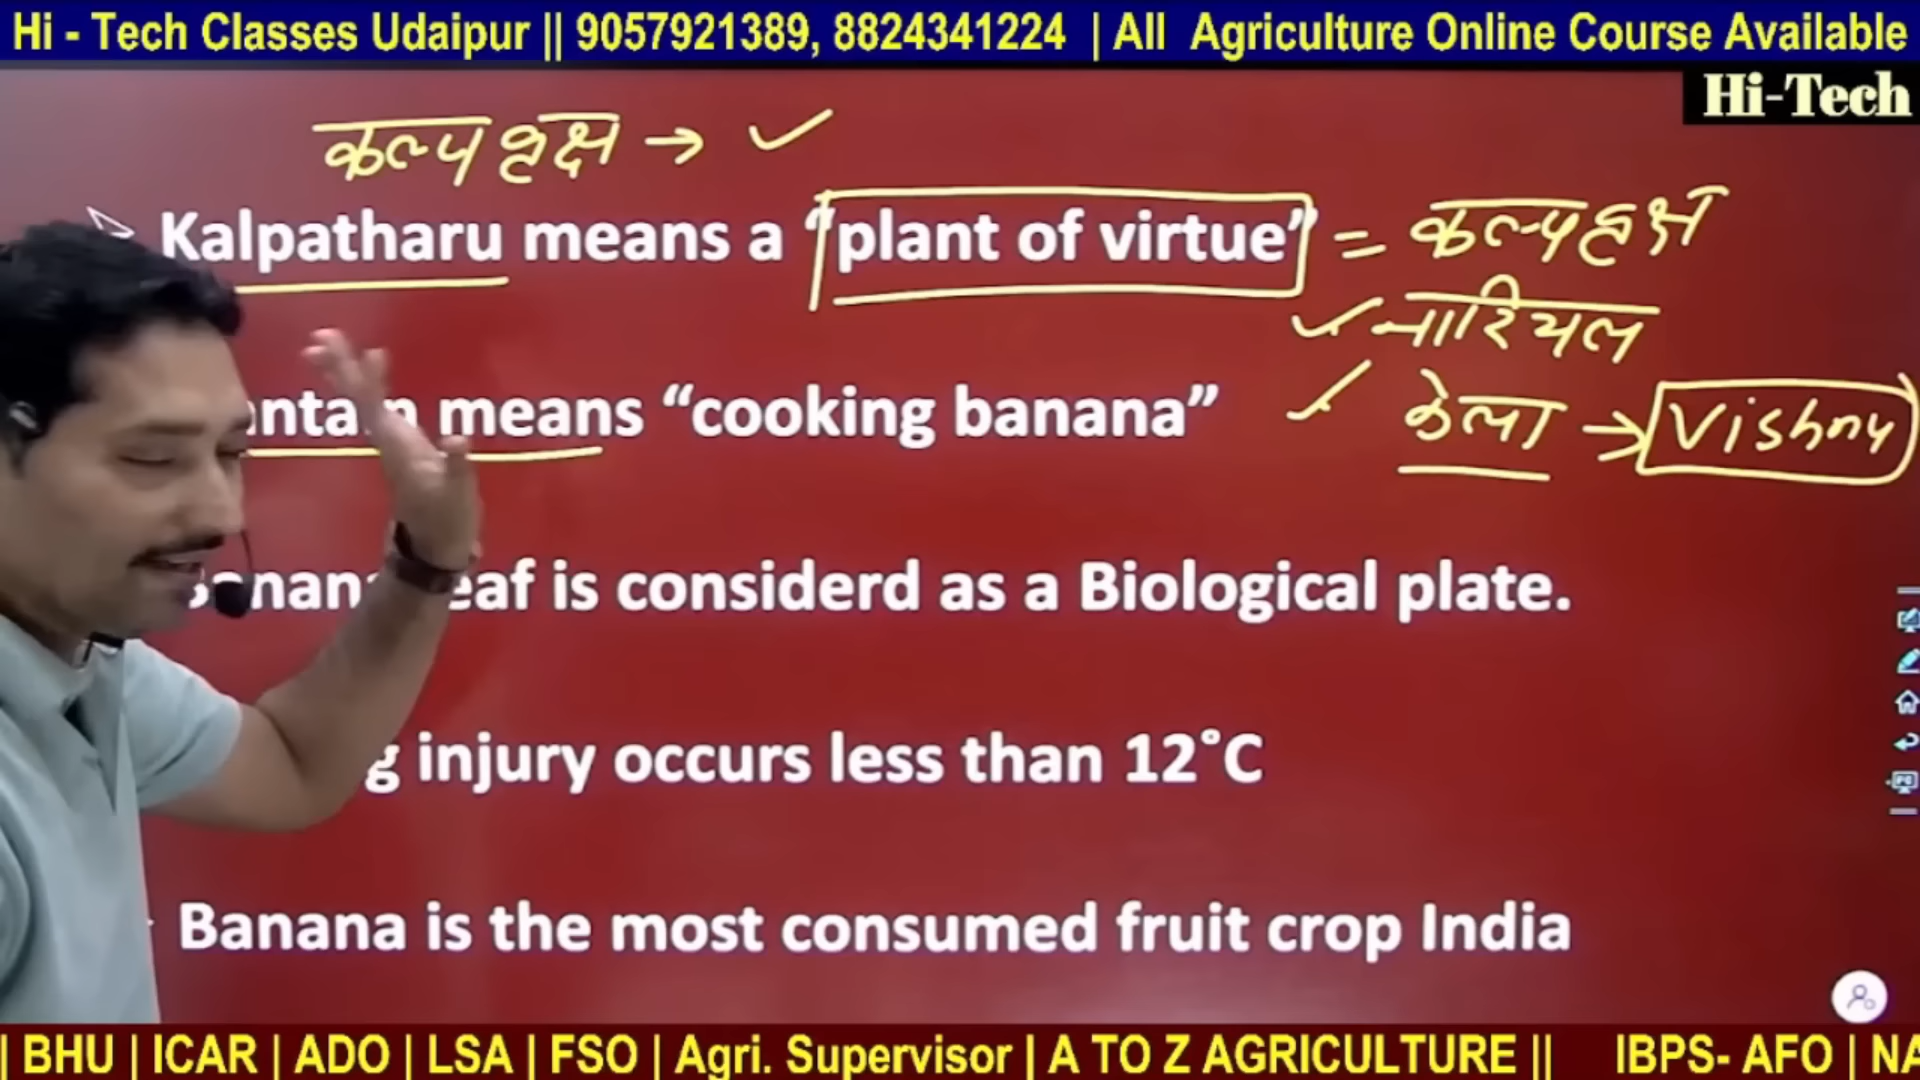 Hi - Tech Classes Udaipur || 9057921389, 8824341224 | All Agriculture Online Course Available
Hi-Tech
कल्पवृक्ष → ✓
Kalpatharu means a “plant of virtue” = कल्पवृक्ष
✓ नारियल
means “cooking banana” ✓ केला → Vishnu
is considerd as a Biological plate.
injury occurs less than 12°C
Banana is the most consumed fruit crop India
| BHU | ICAR | ADO | LSA | FSO | Agri. Supervisor | A TO Z AGRICULTURE || IBPS- AFO | NA